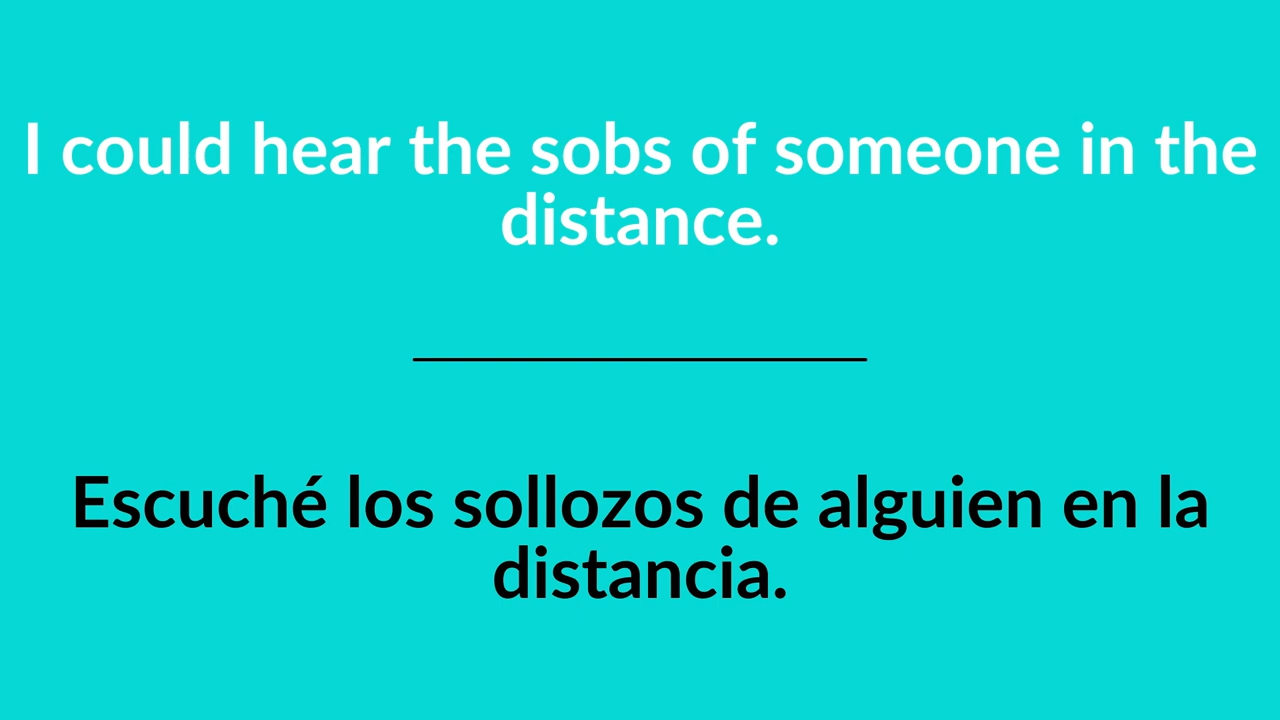 I could hear the sobs of someone in the
distance.
Escuché los sollozos de alguien en la
distancia.